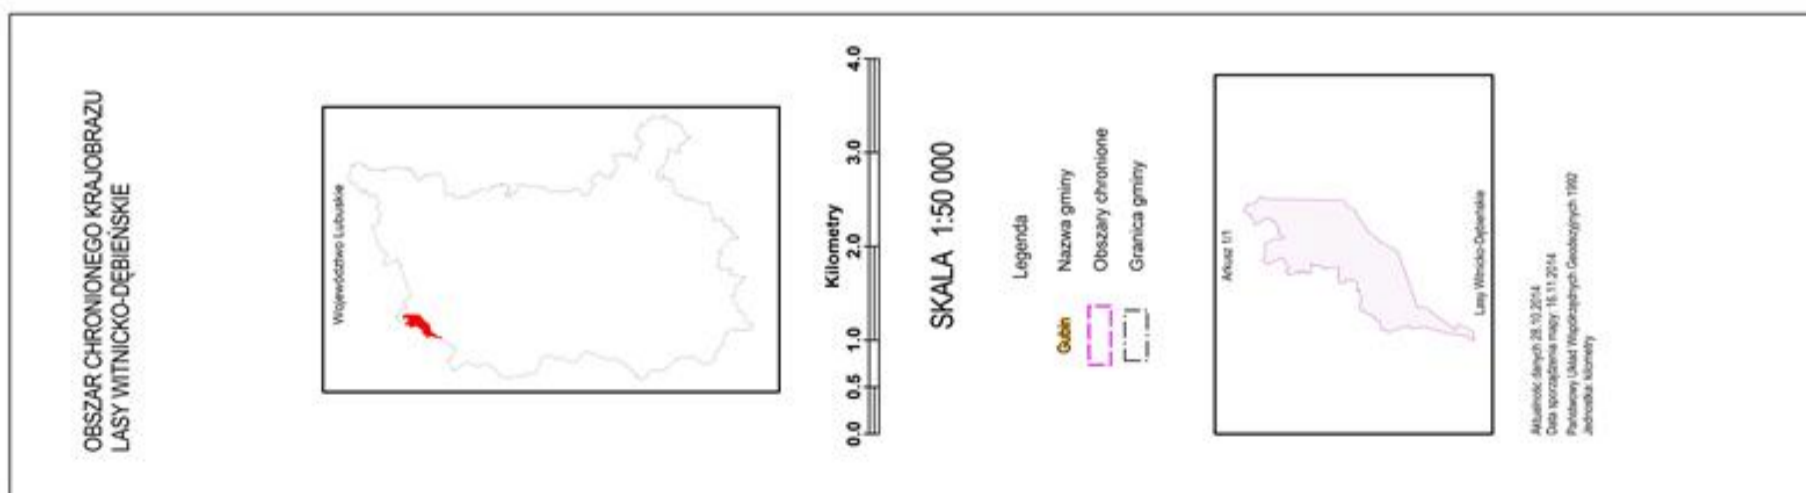 OBSZAR CHRONIONEGO KRAJOBRAZU
LASY WITNICKO-DĘBIEŃSKIE
Województwo Lubuskie
Kilometry
0.0 0.5 1.0 2.0 3.0 4.0
SKALA 1:50 000
Legenda
Gubin Nazwa gminy
Obszary chronione
Granica gminy
Arkusz 1/1
Lasy Witnicko-Dębieńskie
Aktualność danych 28.10.2014
Data sporządzenia mapy: 16.11.2014
Państwowy Układ Współrzędnych Geodezyjnych 1992
Jednostka: kilometry